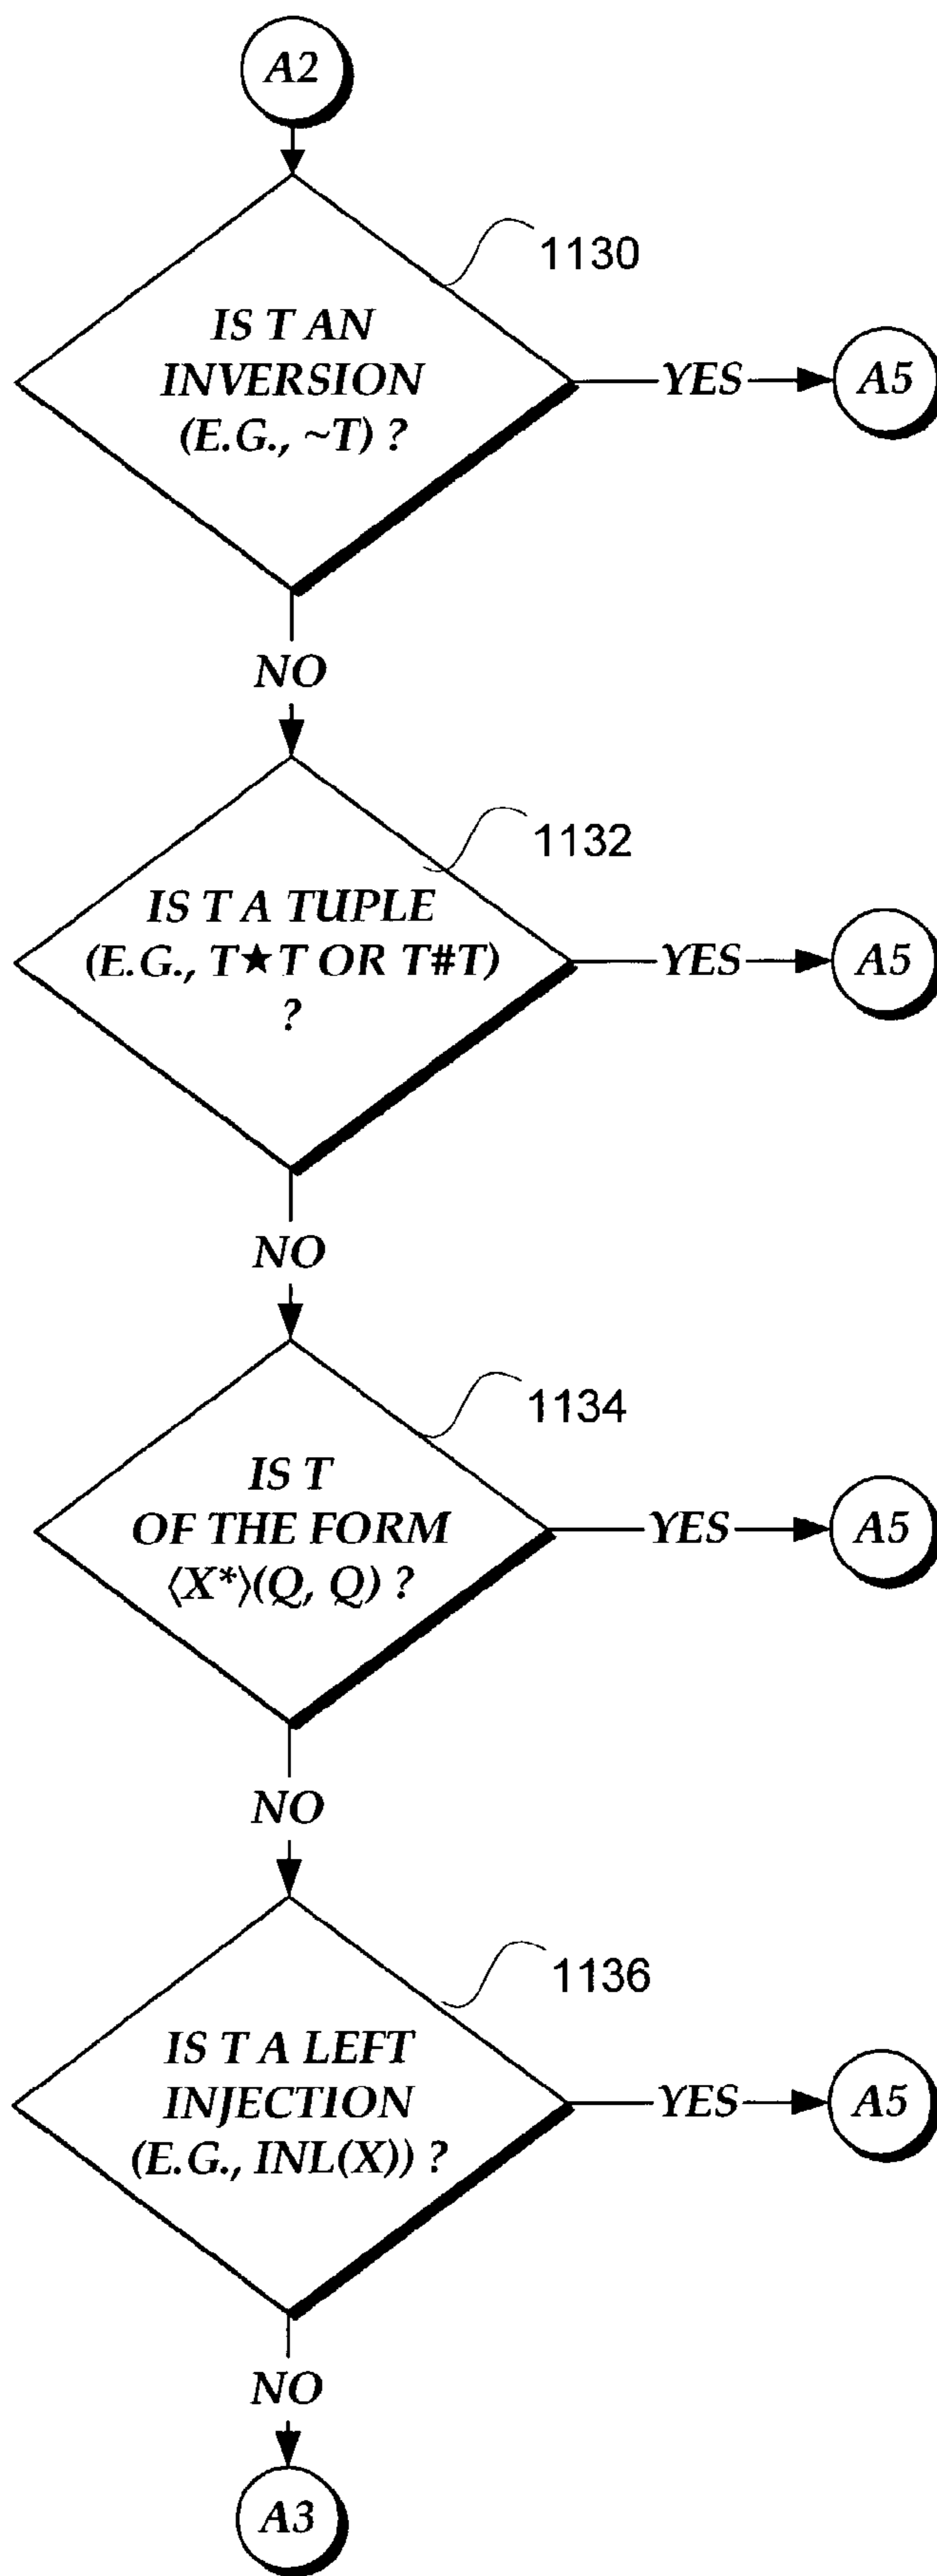 A2
1130
IS T AN
INVERSION
(E.G., ~T) ?
YES
A5
NO
1132
IS T A TUPLE
(E.G., T★T OR T#T)
?
YES
A5
NO
1134
IS T
OF THE FORM
⟨X*⟩(Q, Q) ?
YES
A5
NO
1136
IS T A LEFT
INJECTION
(E.G., INL(X)) ?
YES
A5
NO
A3